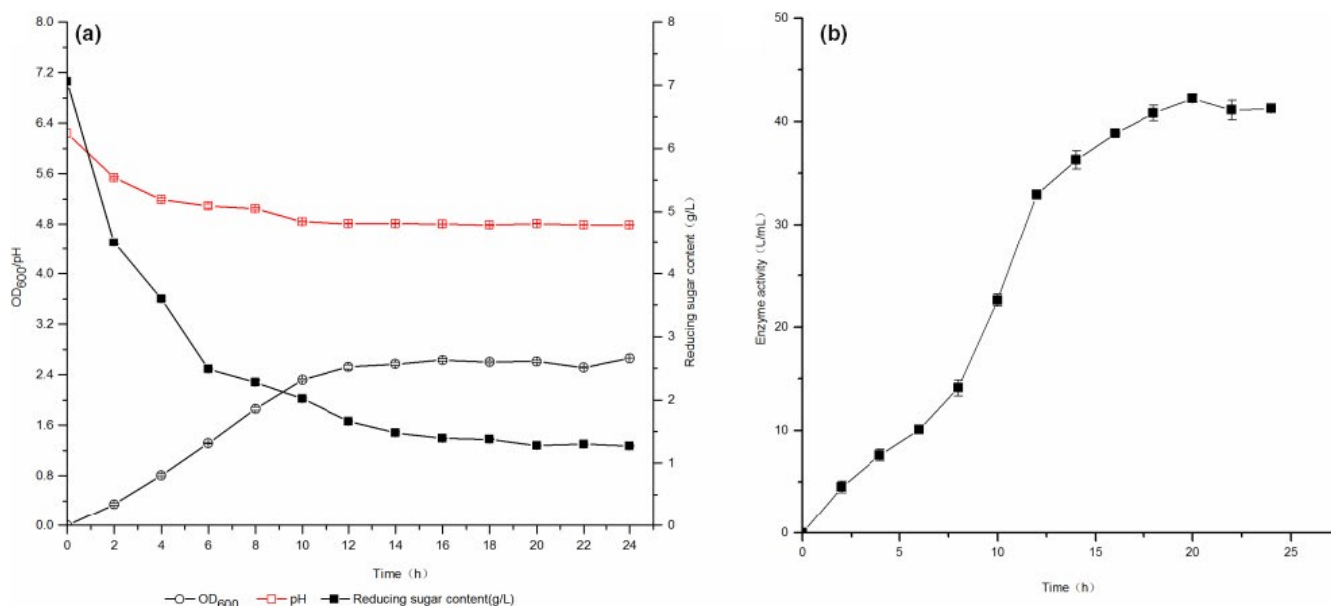 (a)
8.0
7.2
6.4
5.6
4.8
4.0
3.2
2.4
1.6
0.8
0.0
OD600/pH
8
7
6
5
4
3
2
1
0
Reducing sugar content (g/L)
0 2 4 6 8 10 12 14 16 18 20 22 24
Time (h)
OD600 pH Reducing sugar content(g/L)
(b)
50
40
30
20
10
0
Enzyme activity (L/mL)
0 5 10 15 20 25
Time (h)